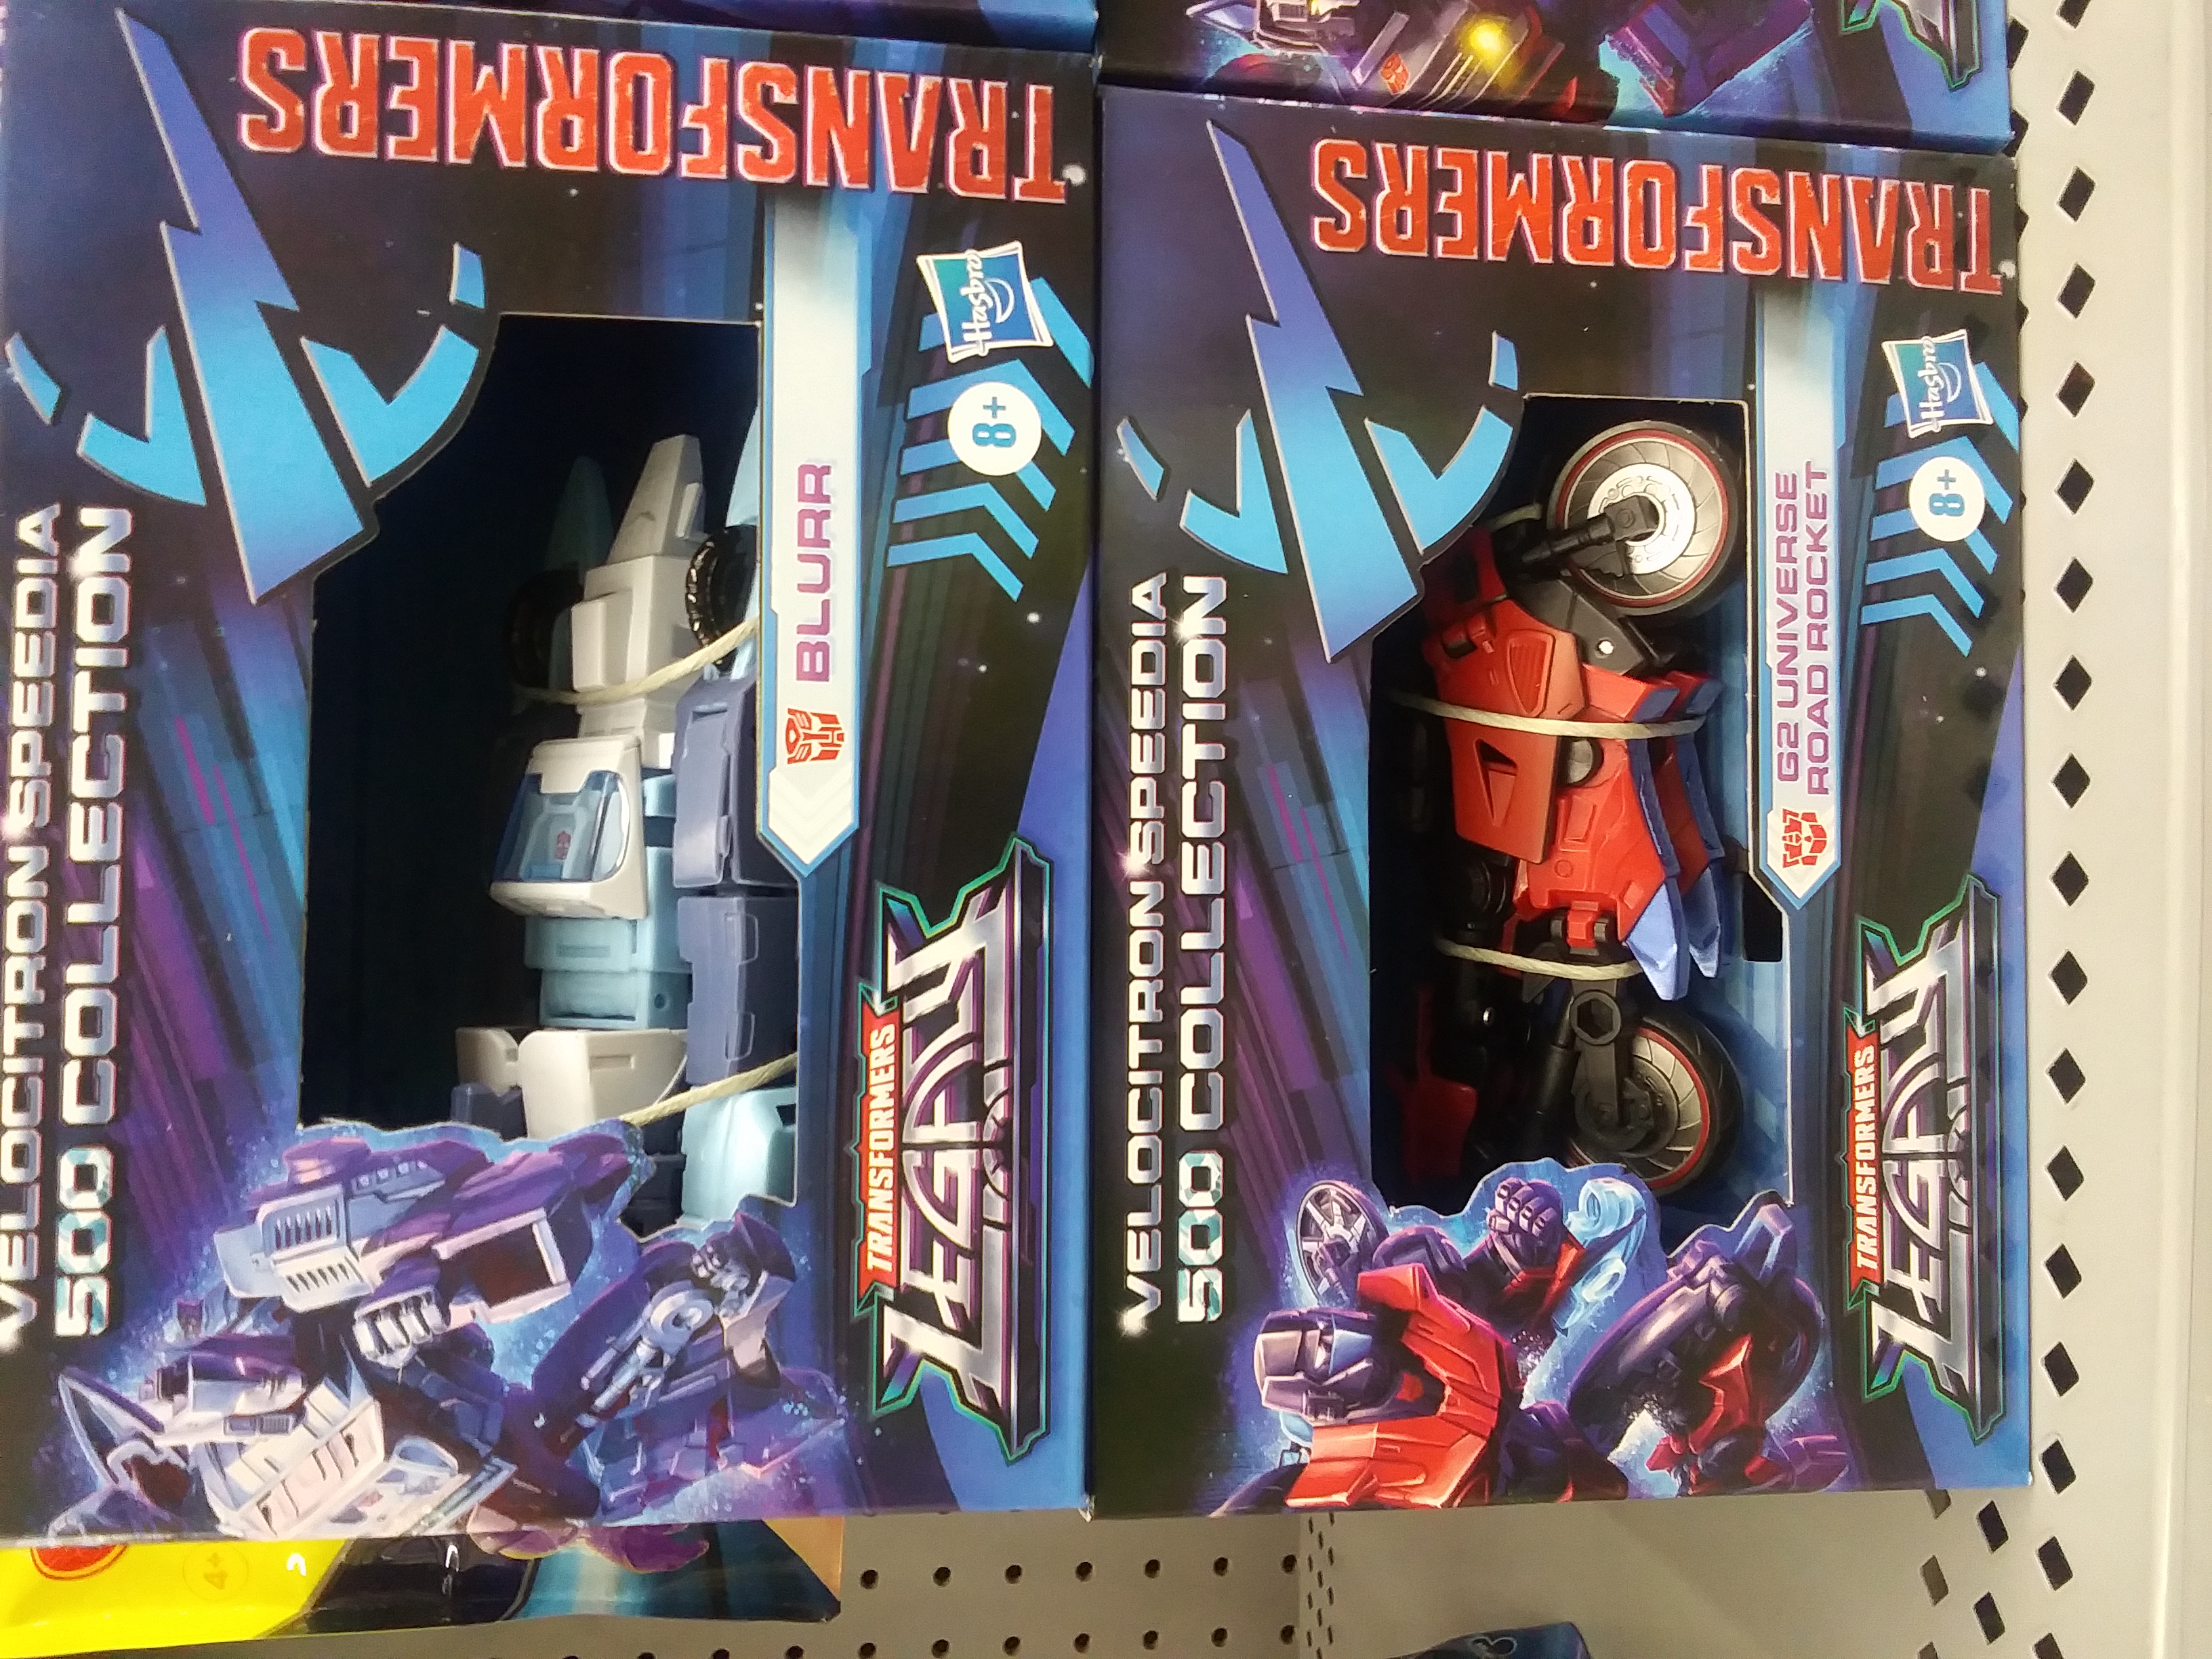 TRANSFORMERS
VELOCITRON SPEEDIA
500 COLLECTION
BLURR
Hasbro
8+
TRANSFORMERS
LEGACY
TRANSFORMERS
VELOCITRON SPEEDIA
500 COLLECTION
G2 UNIVERSE
ROAD ROCKET
Hasbro
8+
TRANSFORMERS
LEGACY
4+